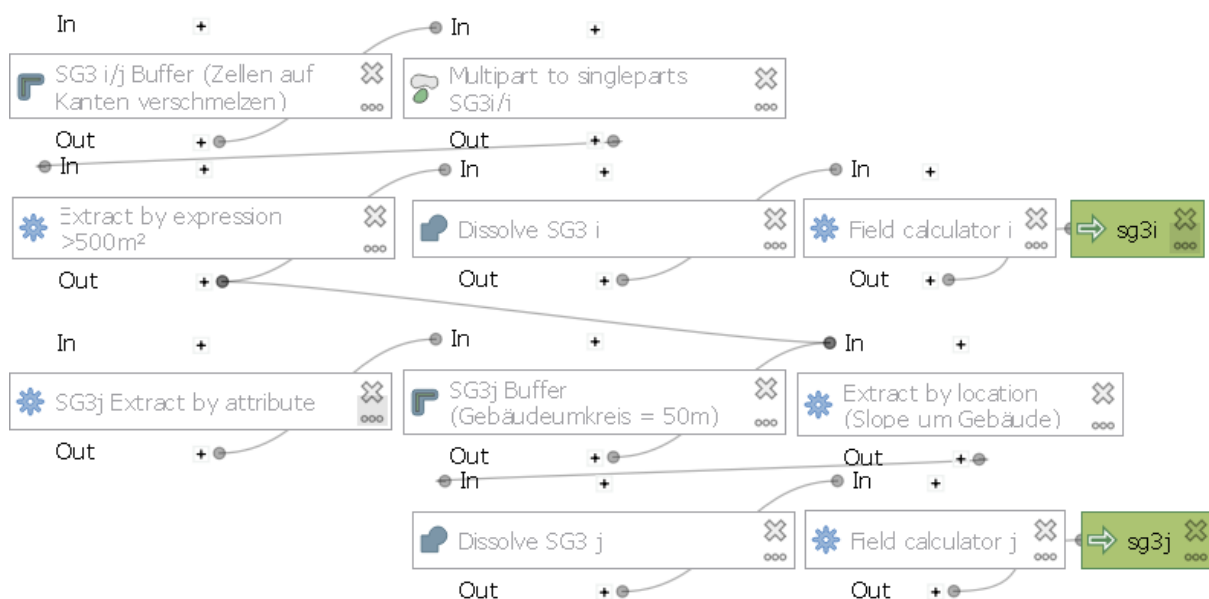 In
In
SG3 i/j Buffer (Zellen auf
Kanten verschmelzen)
Multipart to singleparts
SG3i/i
Out
Out
In
In
In
Extract by expression
>500m²
Dissolve SG3 i
Field calculator i
sg3i
Out
Out
Out
In
In
In
SG3j Extract by attribute
SG3j Buffer
(Gebäudeumkreis = 50m)
Extract by location
(Slope um Gebäude)
Out
Out
Out
In
In
Dissolve SG3 j
Field calculator j
sg3j
Out
Out